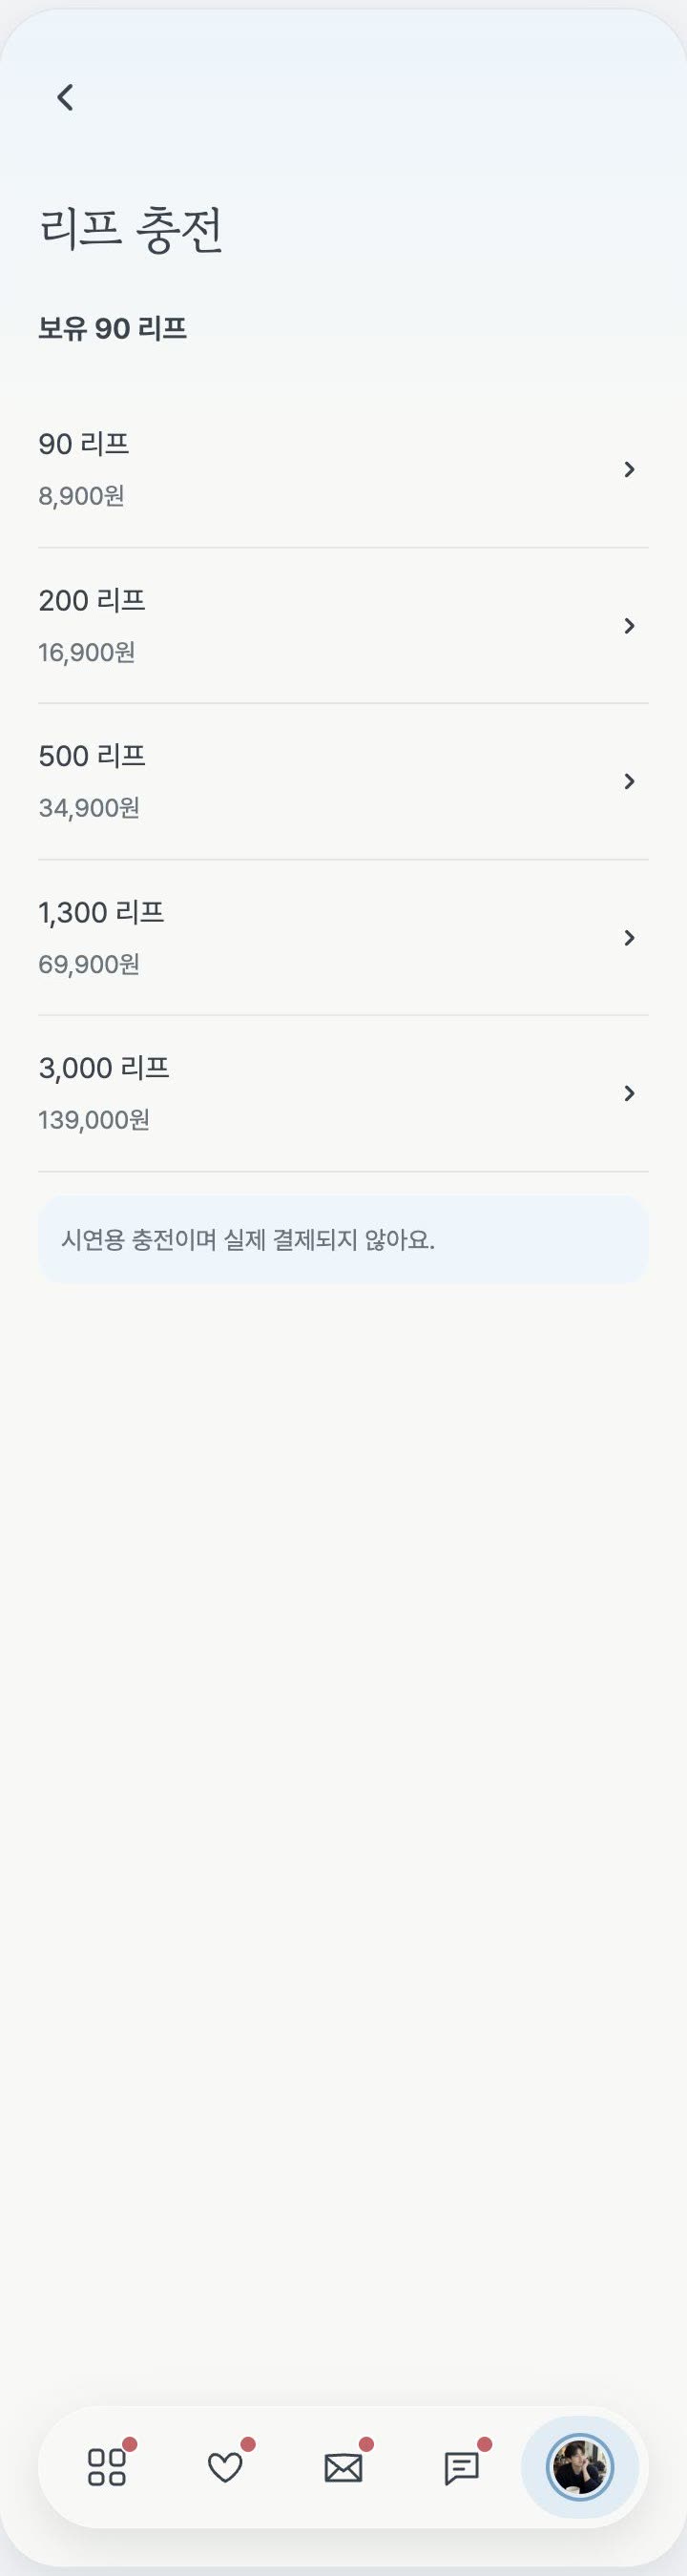 리프 충전
보유 90 리프
90 리프
8,900원
200 리프
16,900원
500 리프
34,900원
1,300 리프
69,900원
3,000 리프
139,000원
시연용 충전이며 실제 결제되지 않아요.